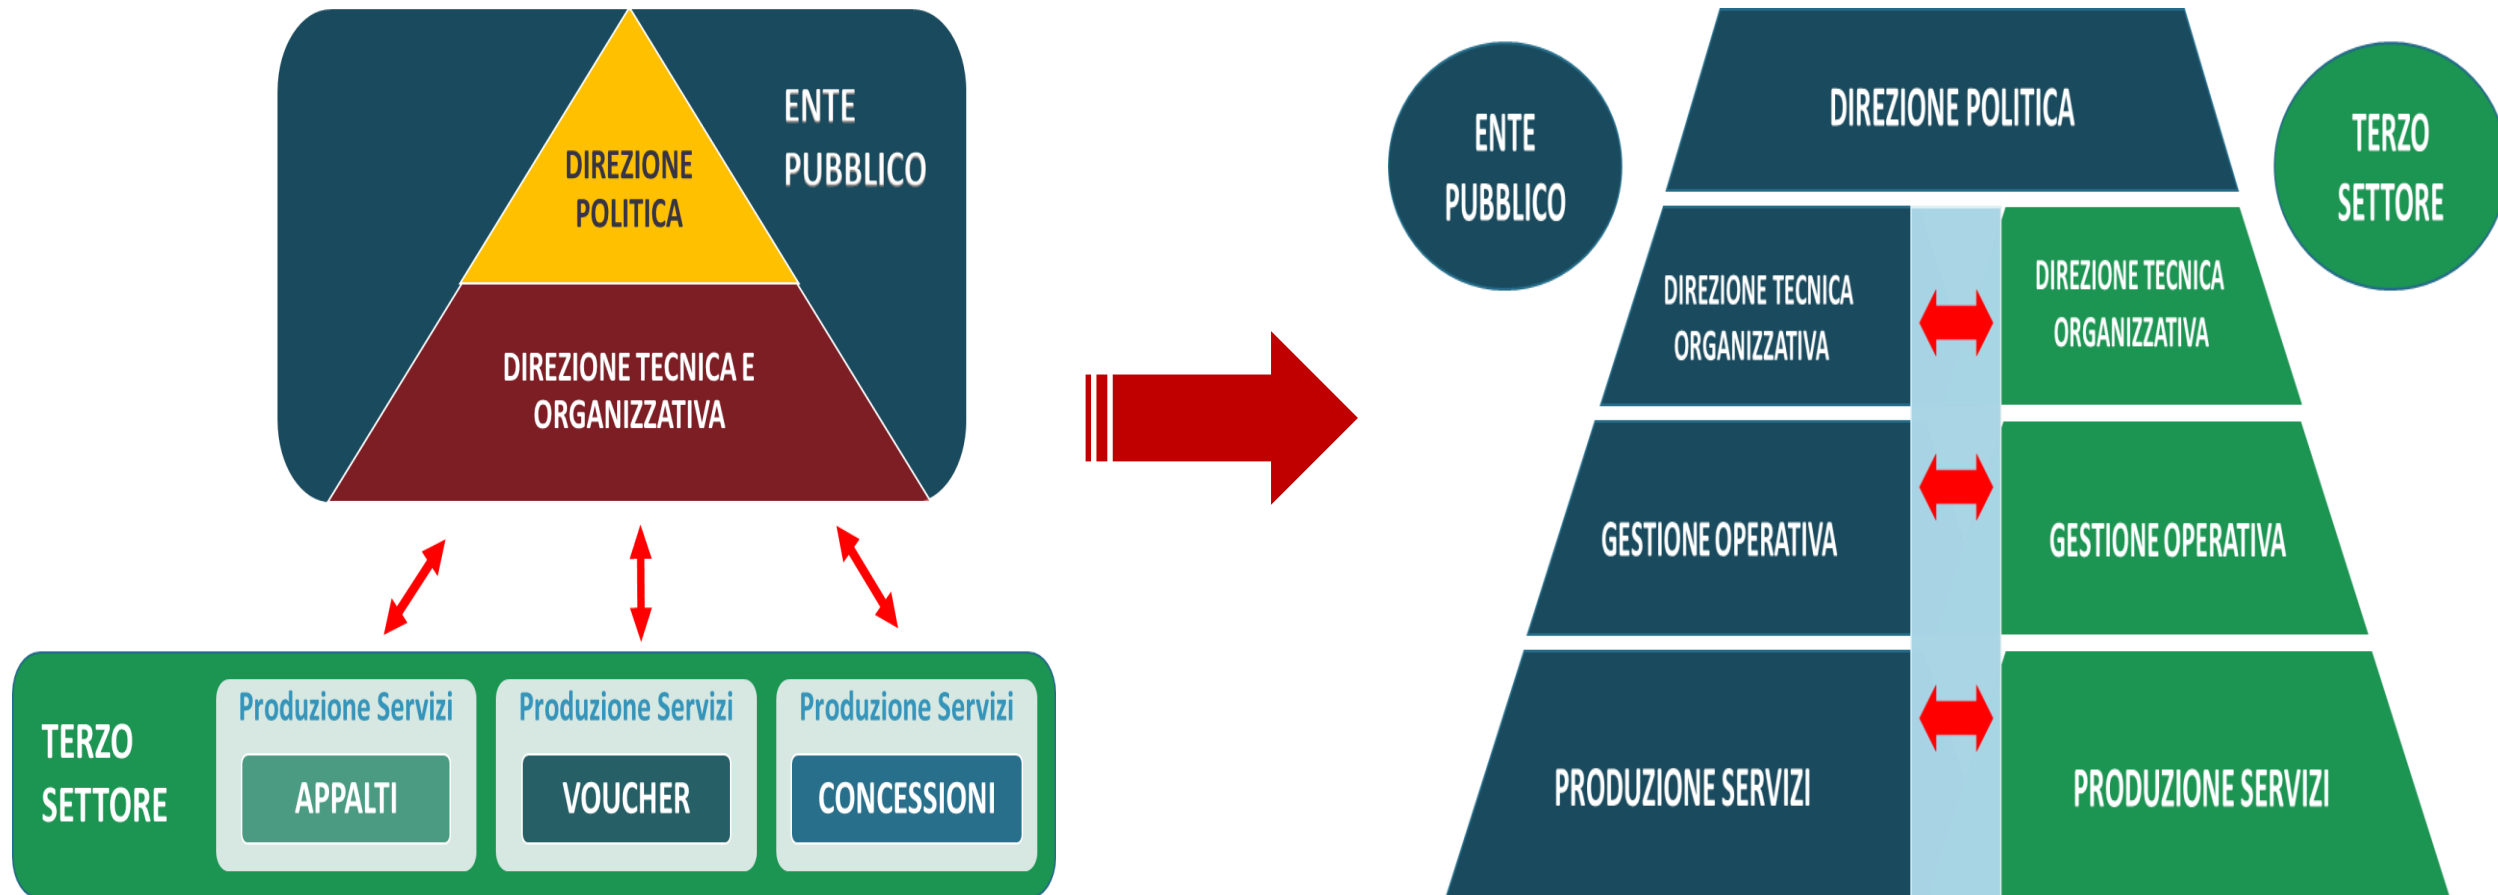 ENTE
PUBBLICO
DIREZIONE
POLITICA
DIREZIONE TECNICA E
ORGANIZZATIVA
TERZO
SETTORE
Produzione Servizi
APPALTI
Produzione Servizi
VOUCHER
Produzione Servizi
CONCESSIONI
ENTE
PUBBLICO
DIREZIONE POLITICA
TERZO
SETTORE
DIREZIONE TECNICA
ORGANIZZATIVA
DIREZIONE TECNICA
ORGANIZZATIVA
GESTIONE OPERATIVA
GESTIONE OPERATIVA
PRODUZIONE SERVIZI
PRODUZIONE SERVIZI